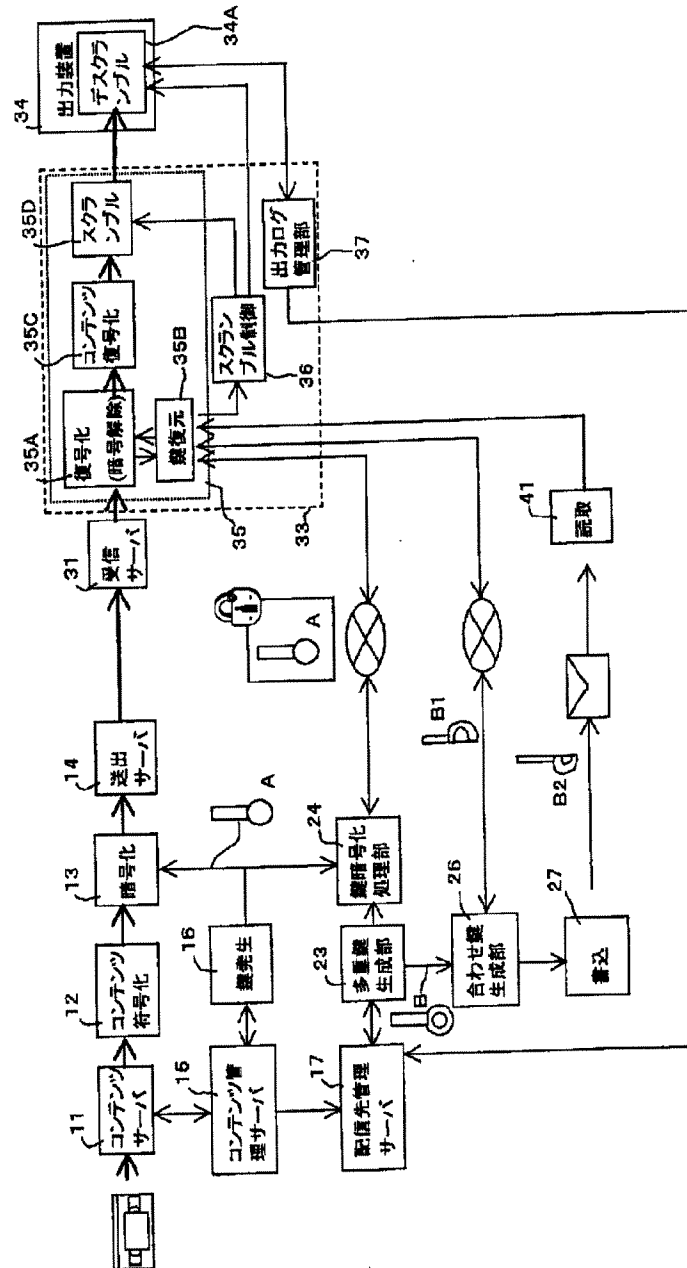 11
コンテンツ
サーバ
12
コンテンツ
符号化
13
暗号化
14
送出
サーバ
31
受信
サーバ
35A
復号化
(暗号解除)
35C
コンテンツ
復号化
35D
スクラ
ンブル
34
出力装置
デスクラ
ンブル
34A
35B
鍵復元
スクラン
ブル制御
36
出力ログ
管理部
37
35
33
15
コンテンツ管
理サーバ
16
鍵発生
A
A
17
配信先管理
サーバ
23
多重鍵
生成部
24
鍵暗号化
処理部
B
26
合わせ鍵
生成部
B1
27
書込
B2
41
読取